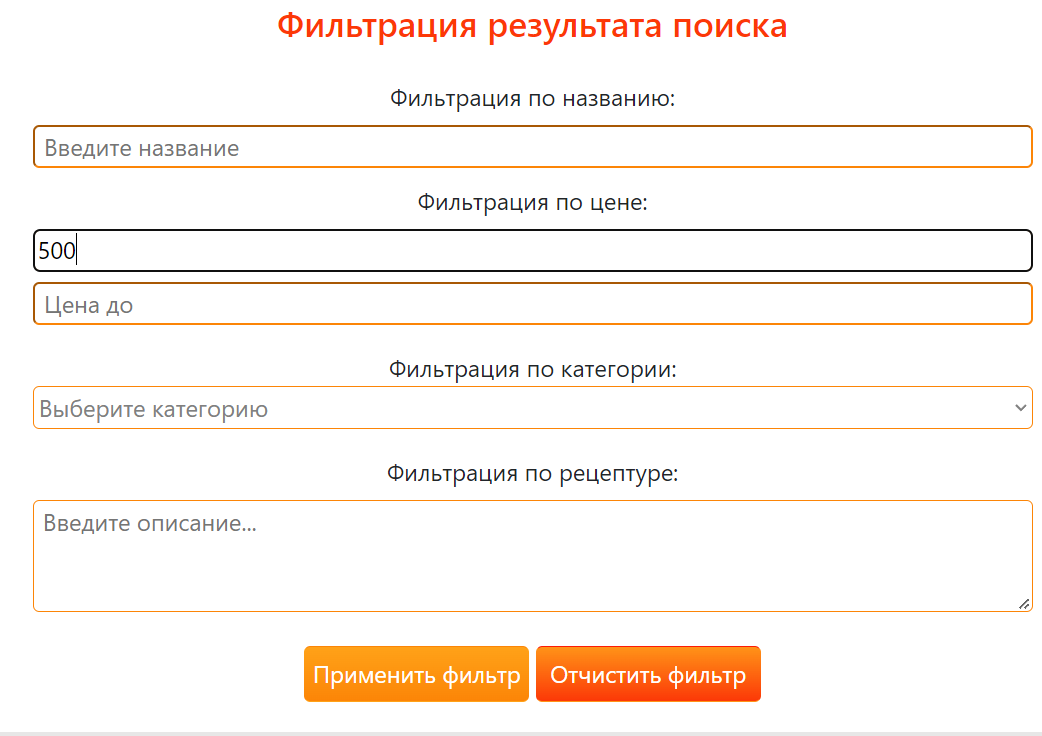 Фильтрация результата поиска
Фильтрация по названию:
Введите название
Фильтрация по цене:
500
Цена до
Фильтрация по категории:
Выберите категорию
Фильтрация по рецептуре:
Введите описание...
Применить фильтр
Отчистить фильтр